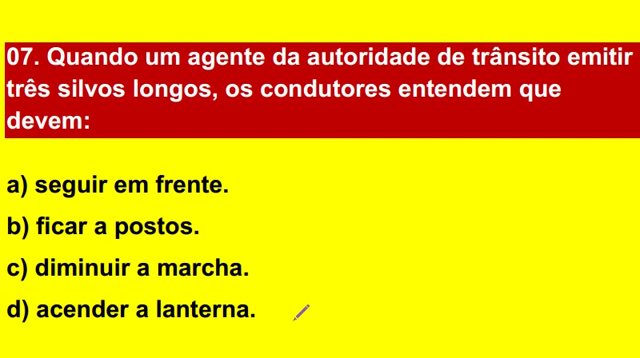 07. Quando um agente da autoridade de trânsito emitir
três silvos longos, os condutores entendem que
devem:
a) seguir em frente.
b) ficar a postos.
c) diminuir a marcha.
d) acender a lanterna.